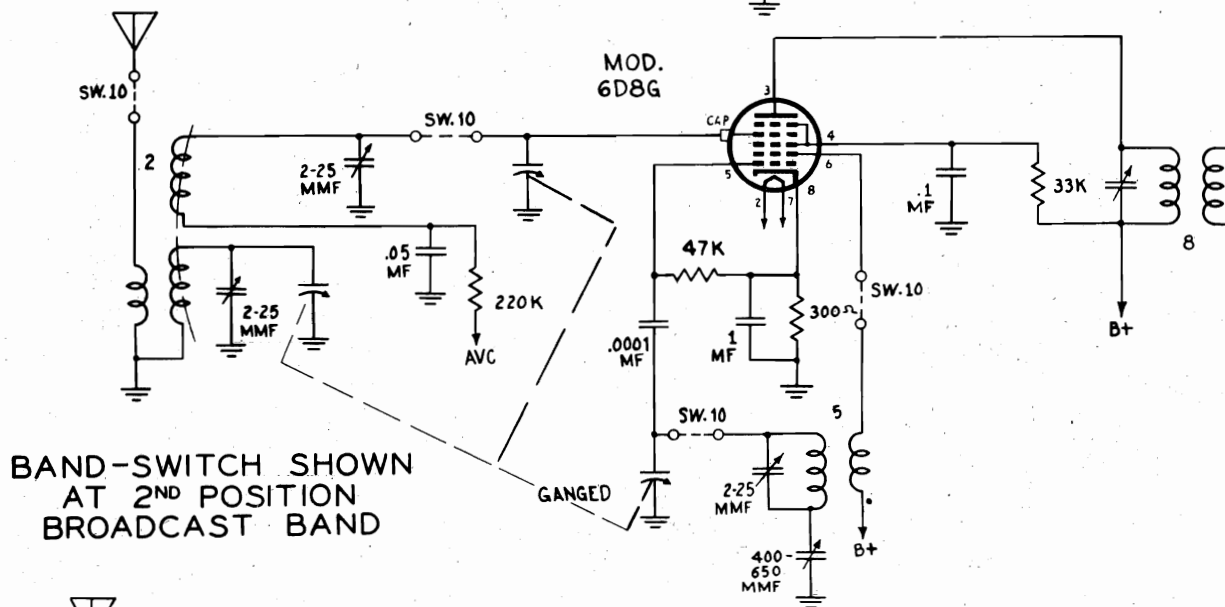 MOD.
6D8G
SW.10
SW.10
CAP
3
4
5
6
2
7
8
2
2-25
MMF
.1
MF
33K
8
.05
MF
220K
AVC
2-25
MMF
47K
.0001
MF
1
MF
300Ω
SW.10
B+
SW.10
5
GANGED
2-25
MMF
400-
650
MMF
B+
BAND-SWITCH SHOWN
AT 2ND POSITION
BROADCAST BAND